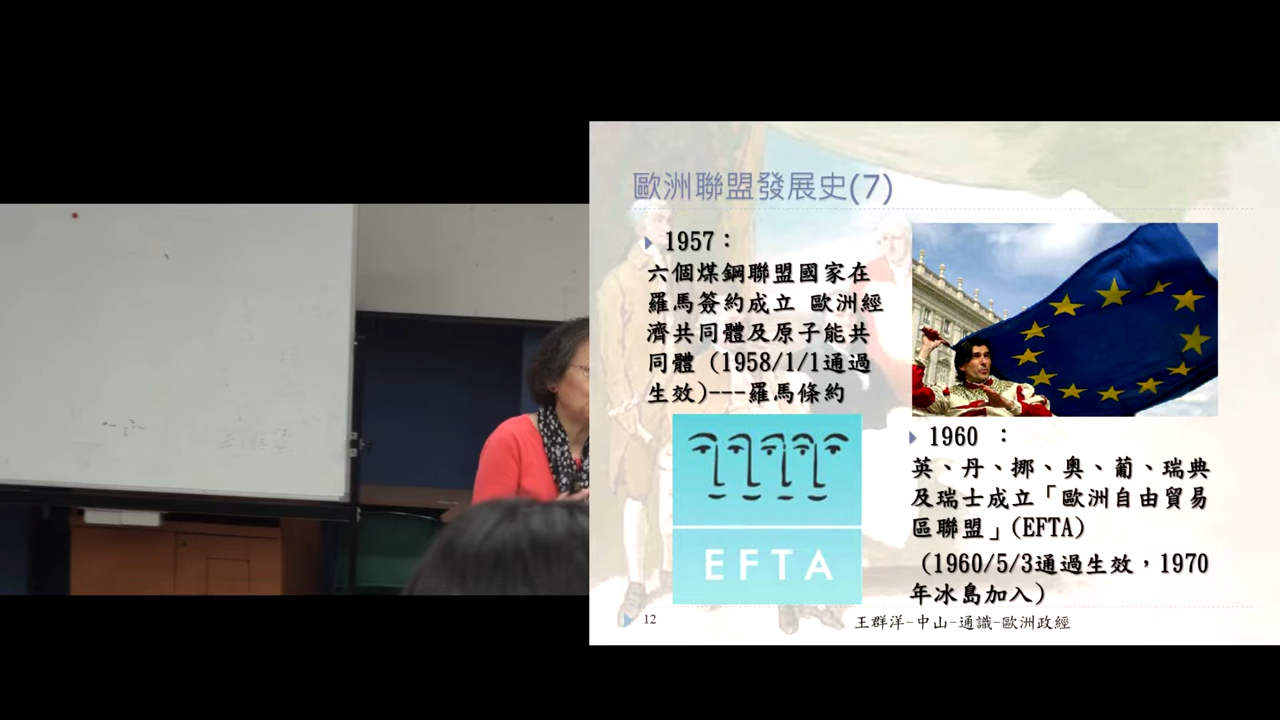 歐洲聯盟發展史(7)
1957：
六個煤鋼聯盟國家在
羅馬簽約成立 歐洲經
濟共同體及原子能共
同體 (1958/1/1通過
生效)---羅馬條約
EFTA
1960 ：
英、丹、挪、奧、葡、瑞典
及瑞士成立「歐洲自由貿易
區聯盟」(EFTA)
(1960/5/3通過生效，1970
年冰島加入)
12
王群洋-中山-通識-歐洲政經